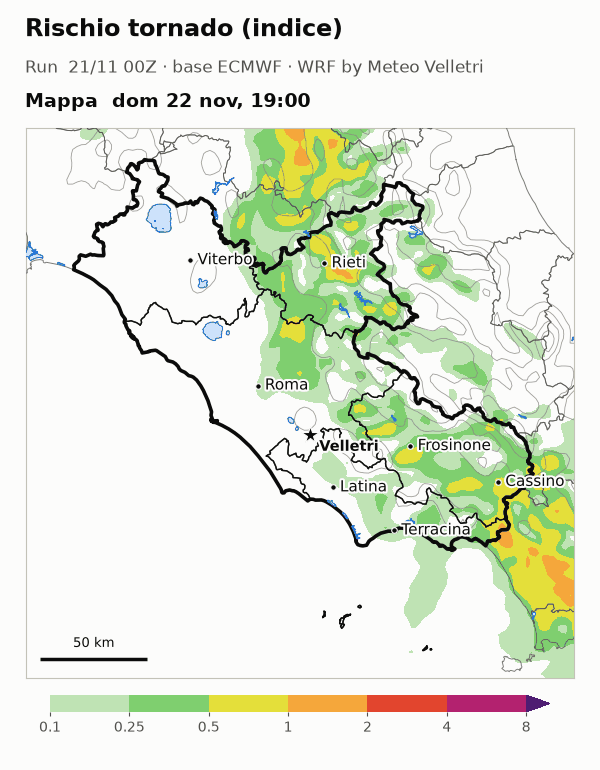 Rischio tornado (indice)
Run  21/11 00Z · base ECMWF · WRF by Meteo Velletri
Mappa  dom 22 nov, 19:00
Viterbo
Rieti
Roma
Velletri
Frosinone
Latina
Cassino
Terracina
50 km
0.1 0.25 0.5 1 2 4 8